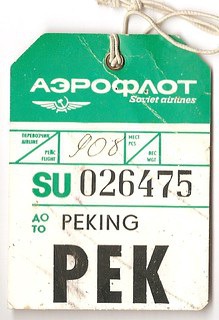 АЭРОФЛОТ
Soviet airlines
ПЕРЕВОЗЧИК
AIRLINE
РЕЙС
FLIGHT
908
МЕСТ
PCS
ВЕС
WGT
SU 026475
ДО
TO
PEKING
PEK